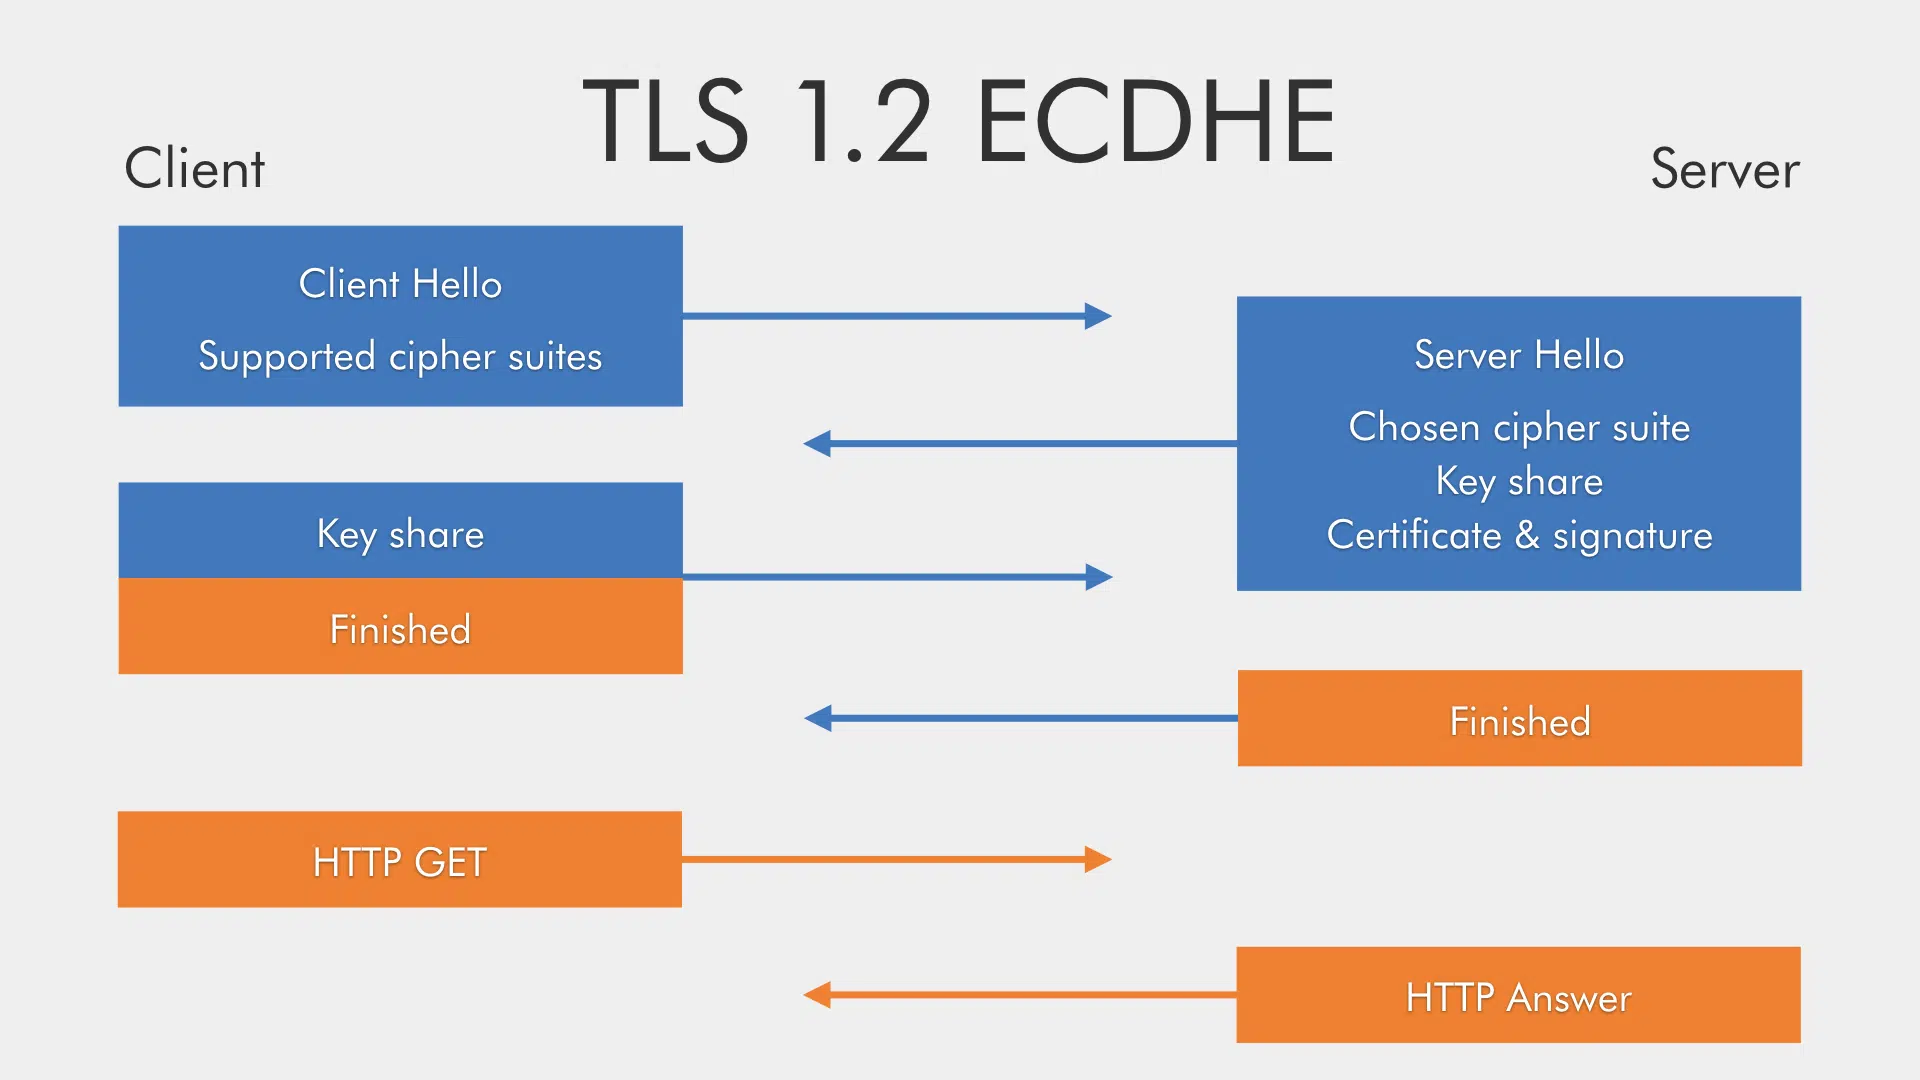 TLS 1.2 ECDHE
Client
Server
Client Hello
Supported cipher suites
Server Hello
Chosen cipher suite
Key share
Certificate & signature
Key share
Finished
Finished
HTTP GET
HTTP Answer